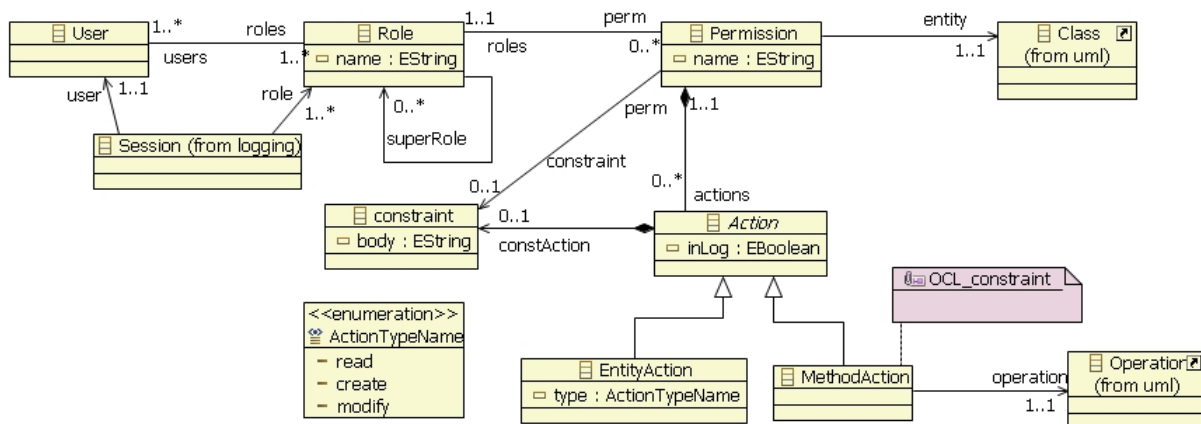 User
1..*
roles
users
1..*
Role
name : EString
1..1
roles
perm
0..*
Permission
name : EString
entity
1..1
Class
(from uml)
user
1..1
role
1..*
0..*
superRole
Session (from logging)
perm
1..1
constraint
0..1
0..*
actions
constraint
body : EString
0..1
constAction
Action
inLog : EBoolean
OCL_constraint
<<enumeration>>
ActionTypeName
read
create
modify
EntityAction
type : ActionTypeName
MethodAction
operation
1..1
Operation
(from uml)